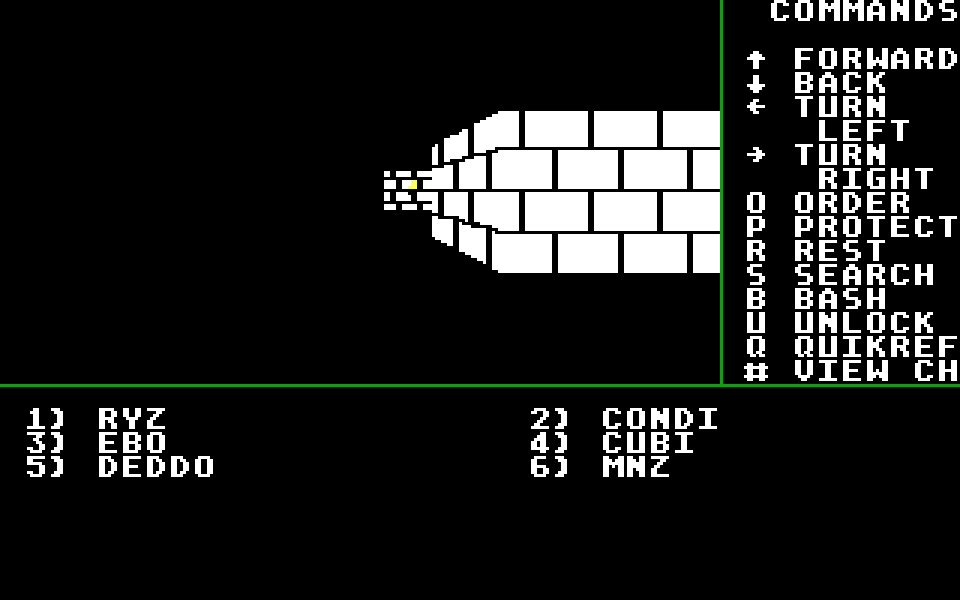 COMMANDS
↑ FORWARD
↓ BACK
← TURN
LEFT
→ TURN
RIGHT
O ORDER
P PROTECT
R REST
S SEARCH
B BASH
U UNLOCK
Q QUIKREF
# VIEW CH
1) RYZ 2) CONDI
3) EBO 4) CUBI
5) DEDDO 6) MNZ